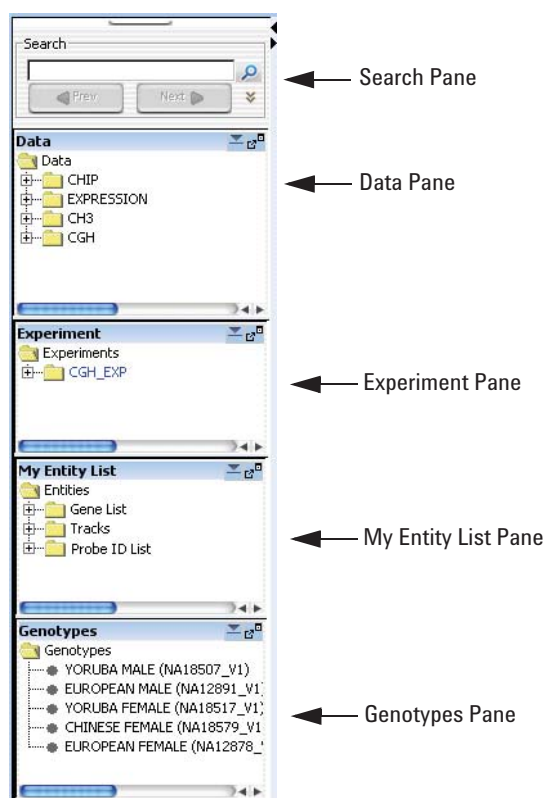 Search
Prev Next
Search Pane
Data
Data
CHIP
EXPRESSION
CH3
CGH
Data Pane
Experiment
Experiments
CGH_EXP
Experiment Pane
My Entity List
Entities
Gene List
Tracks
Probe ID List
My Entity List Pane
Genotypes
Genotypes
YORUBA MALE (NA18507_V1)
EUROPEAN MALE (NA12891_V1)
YORUBA FEMALE (NA18517_V1)
CHINESE FEMALE (NA18579_V1
EUROPEAN FEMALE (NA12878_
Genotypes Pane